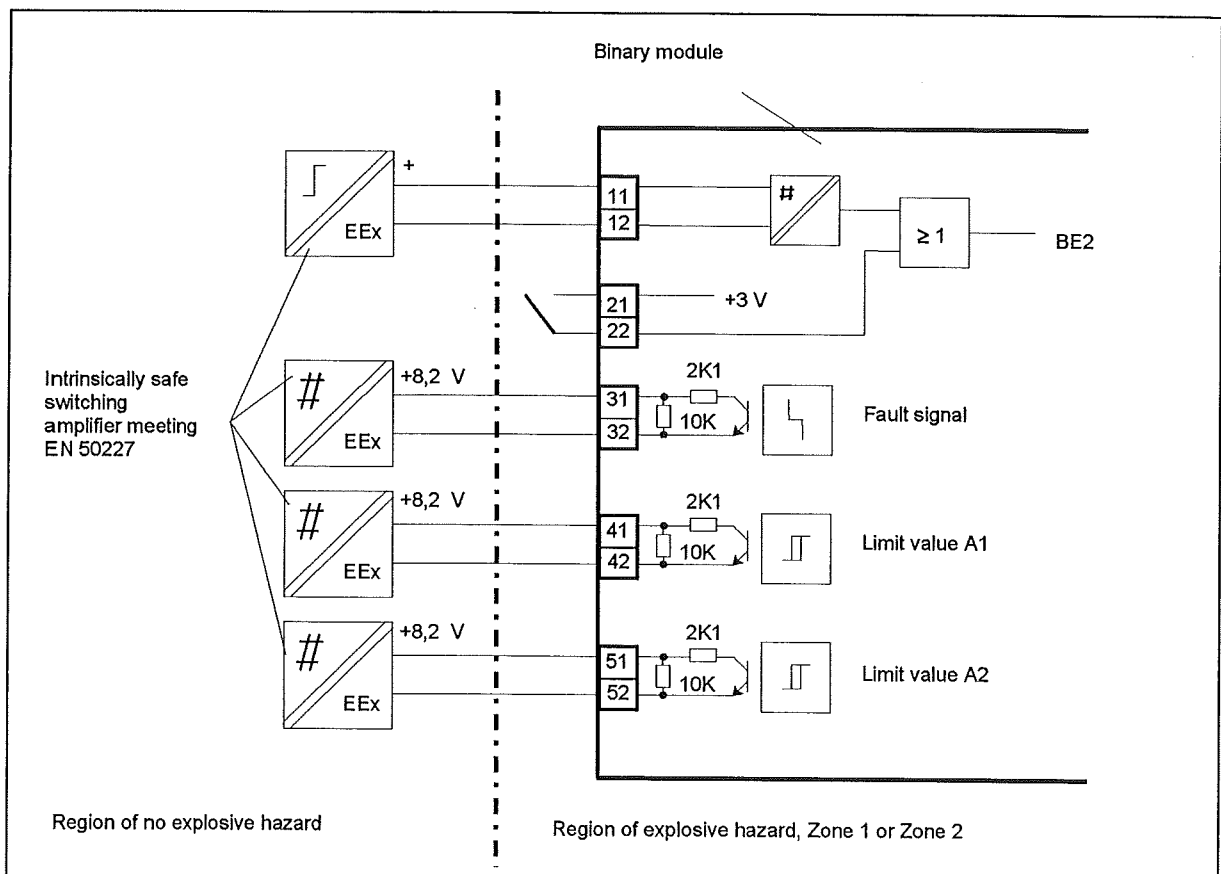 Binary module
+
EEx
11
12
#
≥ 1
BE2
21
22
+3 V
Intrinsically safe
switching
amplifier meeting
EN 50227
#
+8,2 V
EEx
31
32
2K1
10K
Fault signal
#
+8,2 V
EEx
41
42
2K1
10K
Limit value A1
#
+8,2 V
EEx
51
52
2K1
10K
Limit value A2
Region of no explosive hazard
Region of explosive hazard, Zone 1 or Zone 2